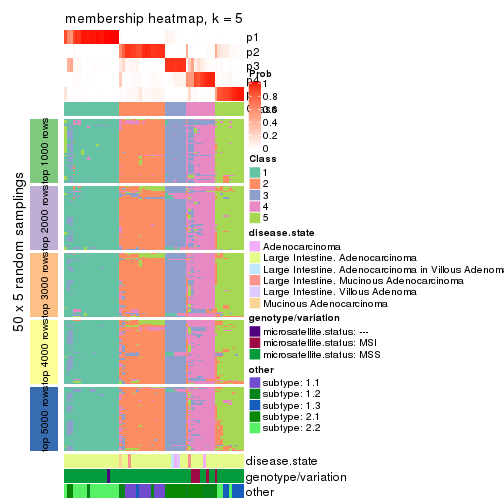 membership heatmap, k = 5
p1
p2
p3
p4
Prob
1
0.8
0.6
0.4
0.2
0
Class
1
2
3
4
5
disease.state
Adenocarcinoma
Large Intestine. Adenocarcinoma
Large Intestine. Adenocarcinoma in Villous Adenom
Large Intestine. Mucinous Adenocarcinoma
Large Intestine. Villous Adenoma
Mucinous Adenocarcinoma
genotype/variation
microsatellite.status: ---
microsatellite.status: MSI
microsatellite.status: MSS
other
subtype: 1.1
subtype: 1.2
subtype: 1.3
subtype: 2.1
subtype: 2.2
50 x 5 random samplings
top 1000 rows
top 2000 rows
top 3000 rows
top 4000 rows
top 5000 rows
disease.state
genotype/variation
other